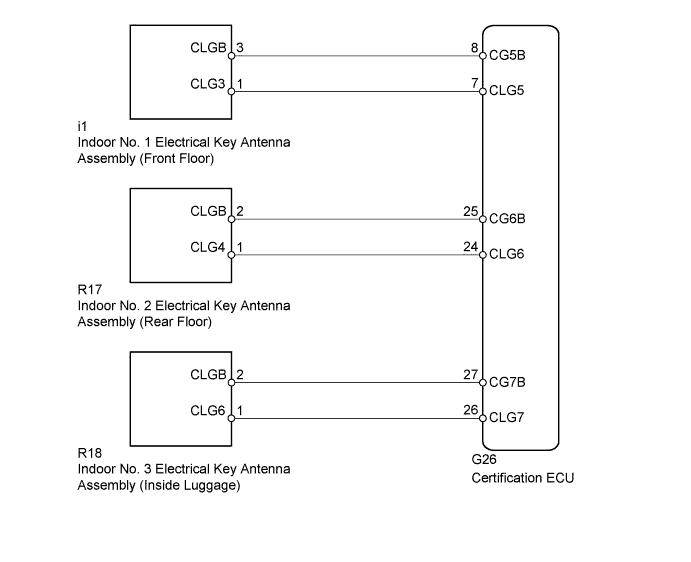 CLGB 3 8 CG5B
CLG3 1 7 CLG5
i1
Indoor No. 1 Electrical Key Antenna
Assembly (Front Floor)
CLGB 2 25 CG6B
CLG4 1 24 CLG6
R17
Indoor No. 2 Electrical Key Antenna
Assembly (Rear Floor)
CLGB 2 27 CG7B
CLG6 1 26 CLG7
R18
Indoor No. 3 Electrical Key Antenna
Assembly (Inside Luggage)
G26
Certification ECU